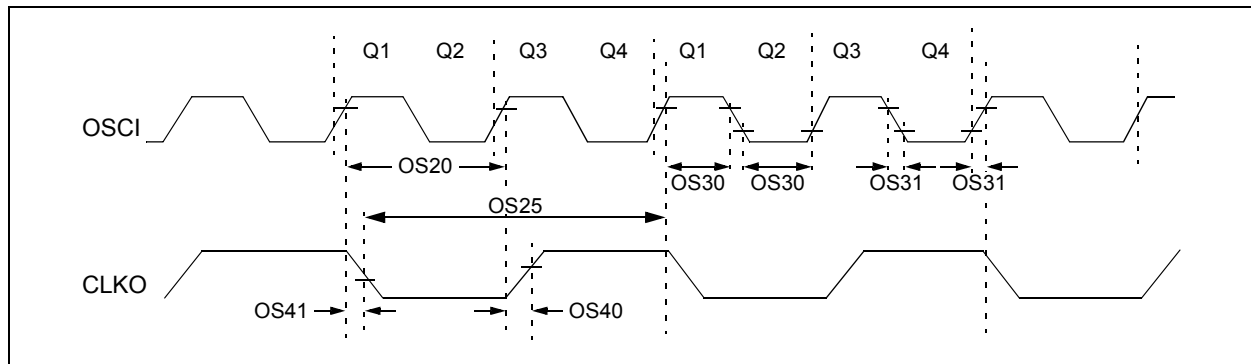 Q1 Q2 Q3 Q4 Q1 Q2 Q3 Q4
OSCI
OS20
OS30 OS30 OS31 OS31
OS25
CLKO
OS41 OS40